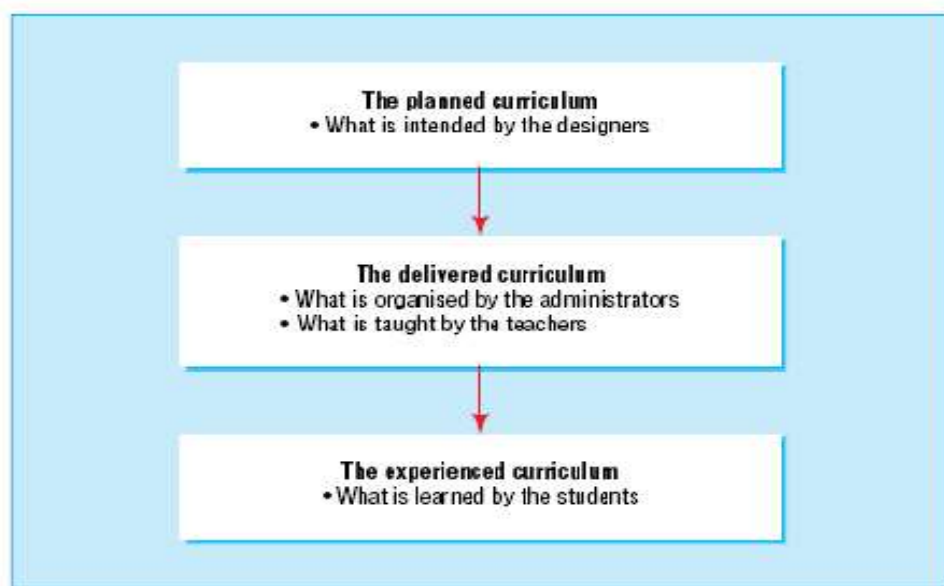 The planned curriculum
• What is intended by the designers
The delivered curriculum
• What is organised by the administrators
• What is taught by the teachers
The experienced curriculum
• What is learned by the students